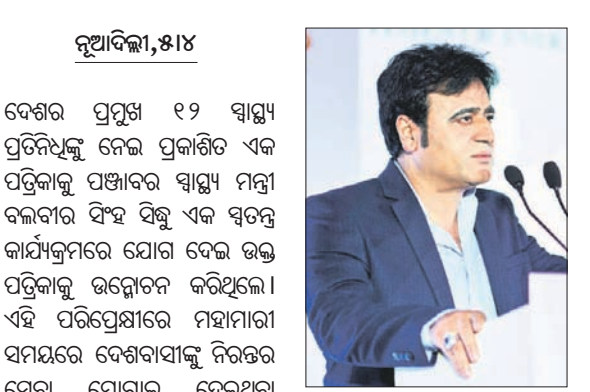 ନୂଆଦିଲ୍ଲୀ,୫।୪
ଦେଶର ପ୍ରମୁଖ ୧୨ ସ୍ୱାସ୍ଥ୍ୟ
ପ୍ରତିନିଧିଙ୍କୁ ନେଇ ପ୍ରକାଶିତ ଏକ
ପତ୍ରିକାକୁ ପଞ୍ଜାବର ସ୍ୱାସ୍ଥ୍ୟ ମନ୍ତ୍ରୀ
ବଲବୀର ସିଂହ ସିଦ୍ଧୁ ଏକ ସ୍ୱତନ୍ତ୍ର
କାର୍ଯ୍ୟକ୍ରମରେ ଯୋଗ ଦେଇ ଉକ୍ତ
ପତ୍ରିକାକୁ ଉନ୍ମୋଚନ କରିଥିଲେ।
ଏହି ପରିପ୍ରେକ୍ଷୀରେ ମହାମାରୀ
ସମୟରେ ଦେଶବାସୀଙ୍କୁ ନିରନ୍ତର